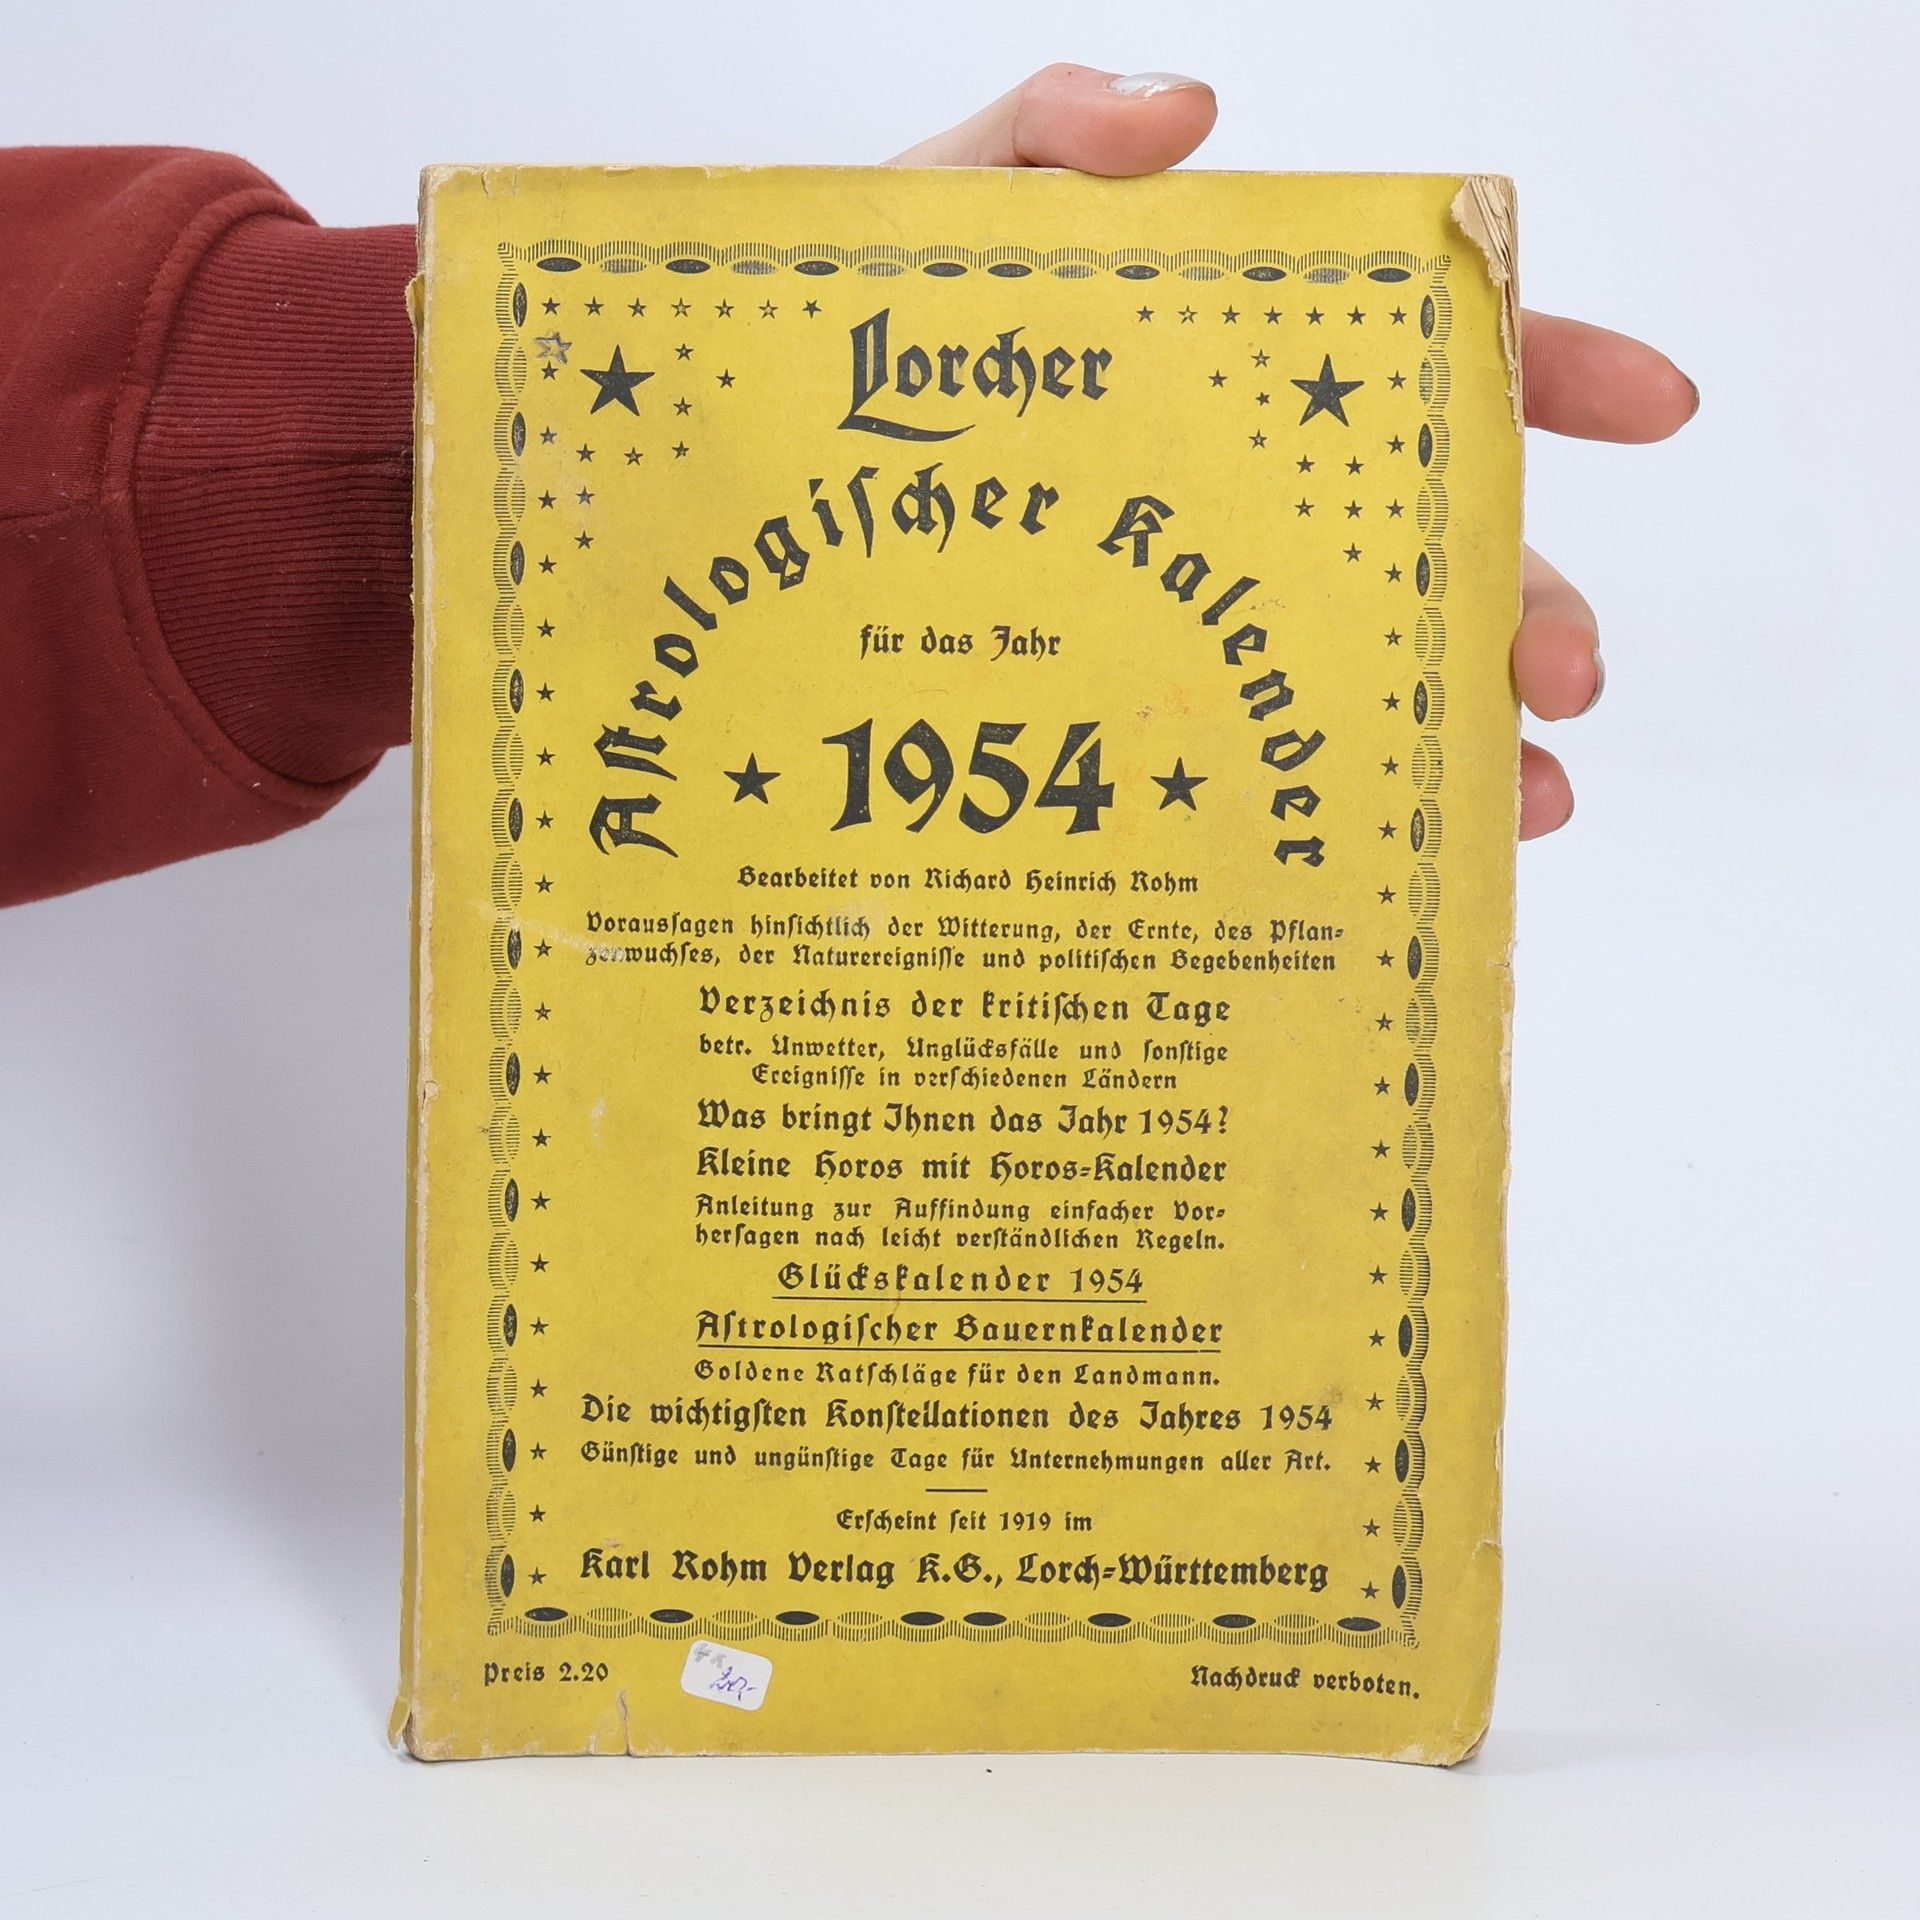 Lorcher
Astrologischer Kalender
für das Jahr
1954
Bearbeitet von Richard Heinrich Rohm
Voraussagen hinsichtlich der Witterung, der Ernte, des Pflan-
zenwuchses, der Naturereignisse und politischen Begebenheiten
Verzeichnis der kritischen Tage
betr. Unwetter, Unglücksfälle und sonstige
Ereignisse in verschiedenen Ländern
Was bringt Ihnen das Jahr 1954?
Kleine Horos mit Horos-Kalender
Anleitung zur Auffindung einfacher Vor-
hersagen nach leicht verständlichen Regeln.
Glückskalender 1954
Astrologischer Bauernkalender
Goldene Ratschläge für den Landmann.
Die wichtigsten Konstellationen des Jahres 1954
Günstige und ungünstige Tage für Unternehmungen aller Art.
Erscheint seit 1919 im
Karl Rohm Verlag K.G., Lorch-Württemberg
Preis 2.20
Nachdruck verboten.